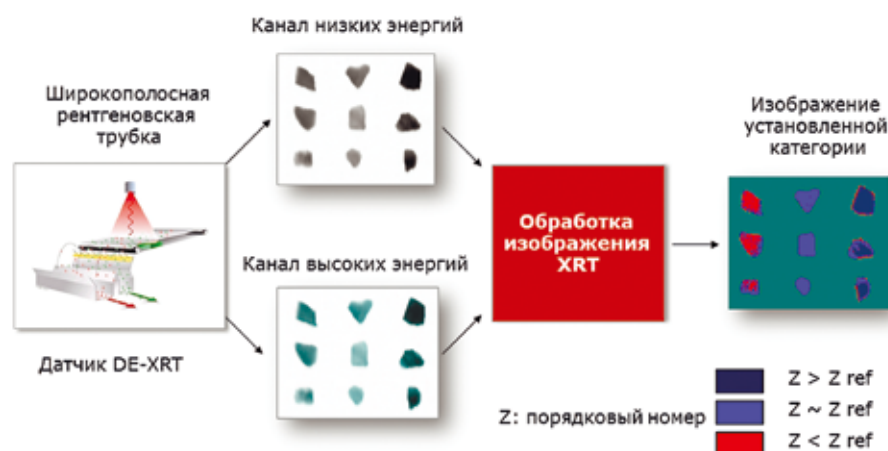 Канал низких энергий
Широкополосная
рентгеновская
трубка
Изображение
установленной
категории
Обработка
изображения
XRT
Канал высоких энергий
Датчик DE-XRT
Z: порядковый номер
Z > Z ref
Z ~ Z ref
Z < Z ref